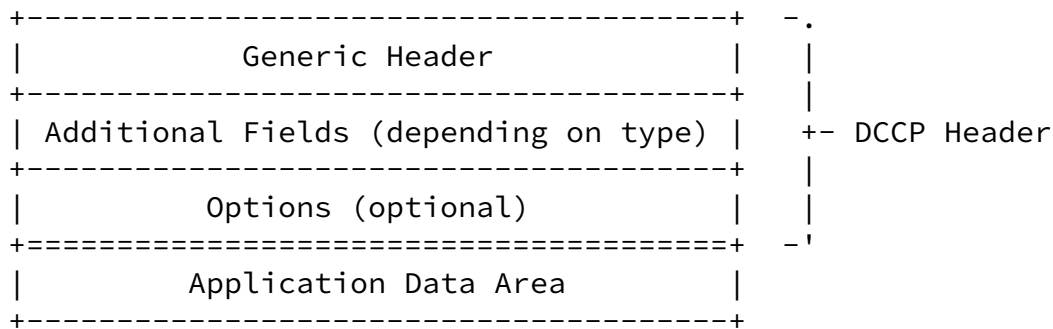 +---------------------------------------+  -.
|            Generic Header             |   |
+---------------------------------------+   |
| Additional Fields (depending on type) |   +- DCCP Header
+---------------------------------------+   |
|          Options (optional)           |   |
+=======================================+  -'
|         Application Data Area         |
+---------------------------------------+